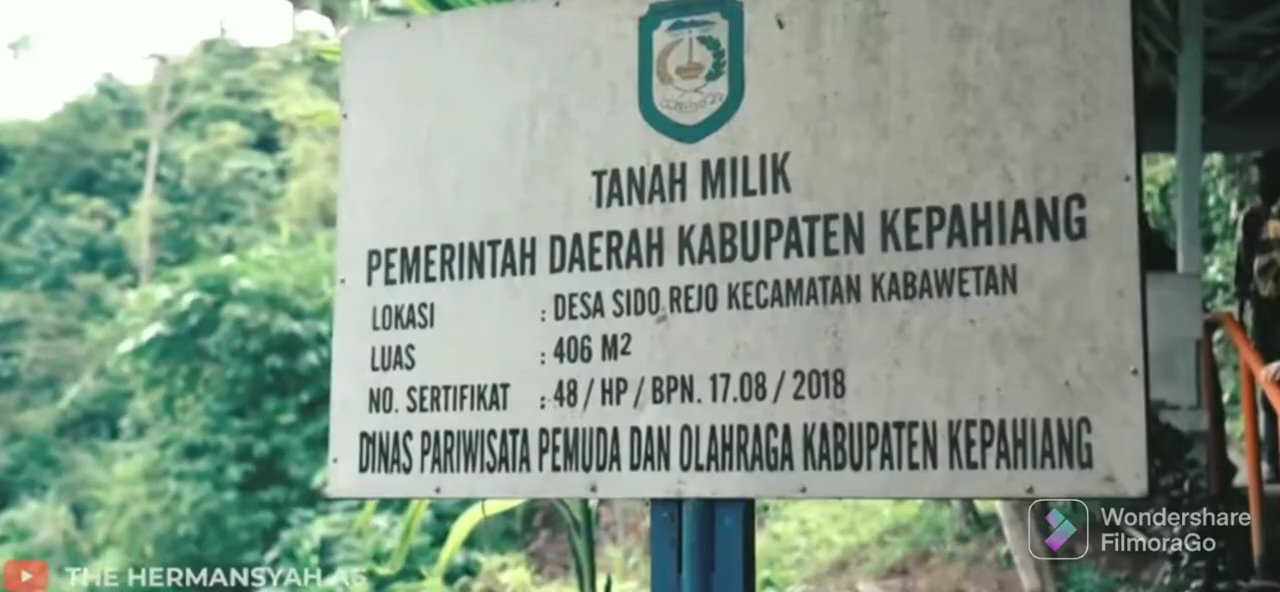 TANAH MILIK
PEMERINTAH DAERAH KABUPATEN KEPAHIANG
LOKASI : DESA SIDO REJO KECAMATAN KABAWETAN
LUAS : 406 M2
NO. SERTIFIKAT : 48 / HP / BPN. 17.08 / 2018
DINAS PARIWISATA PEMUDA DAN OLAHRAGA KABUPATEN KEPAHIANG
Wondershare
FilmoraGo
THE HERMANSYAH